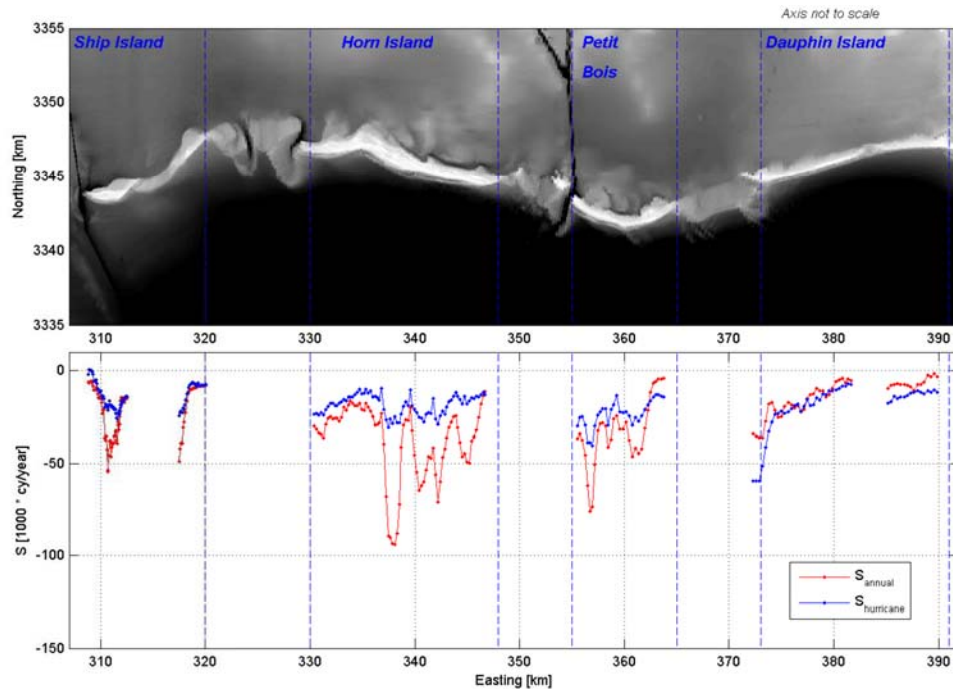 Axis not to scale
Ship Island
Horn Island
Petit
Bois
Dauphin Island
3355
3350
3345
3340
3335
Northing [km]
310 320 330 340 350 360 370 380 390
0
-50
-100
-150
S [1000 * cy/year]
S annual
S hurricane
310 320 330 340 350 360 370 380 390
Easting [km]